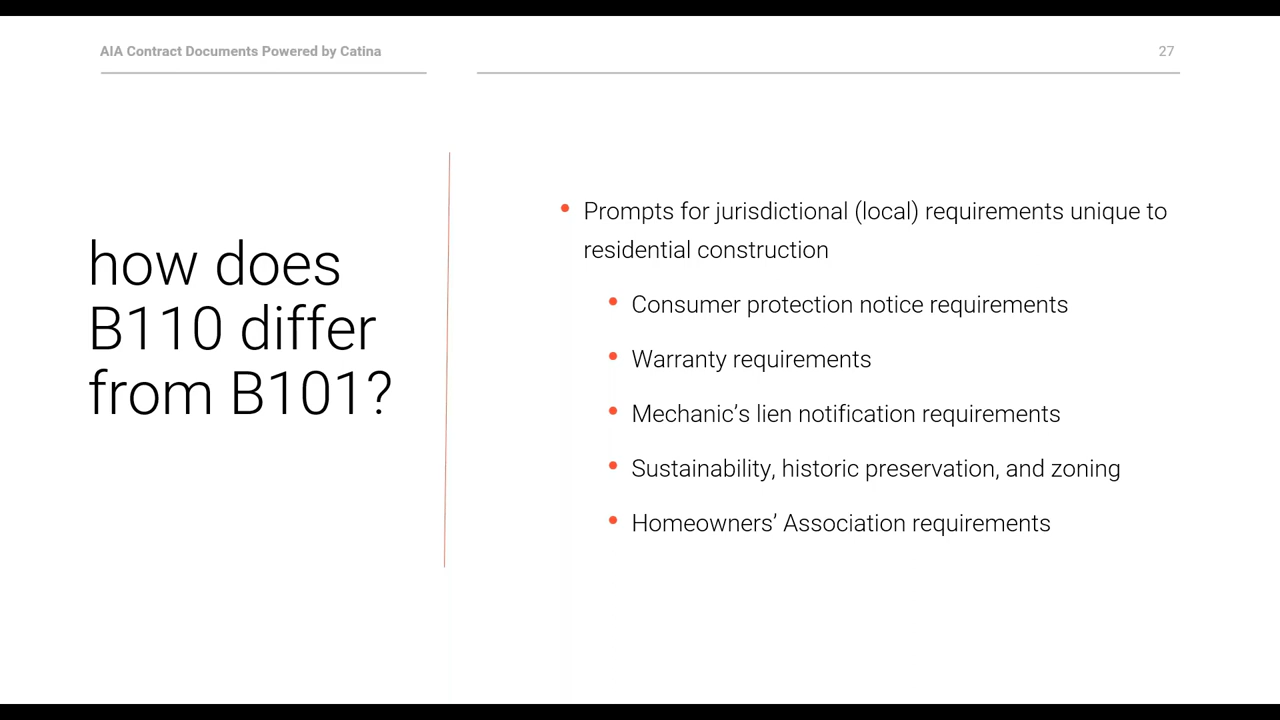 AIA Contract Documents Powered by Catina
27
how does
B110 differ
from B101?
• Prompts for jurisdictional (local) requirements unique to
residential construction
• Consumer protection notice requirements
• Warranty requirements
• Mechanic’s lien notification requirements
• Sustainability, historic preservation, and zoning
• Homeowners’ Association requirements